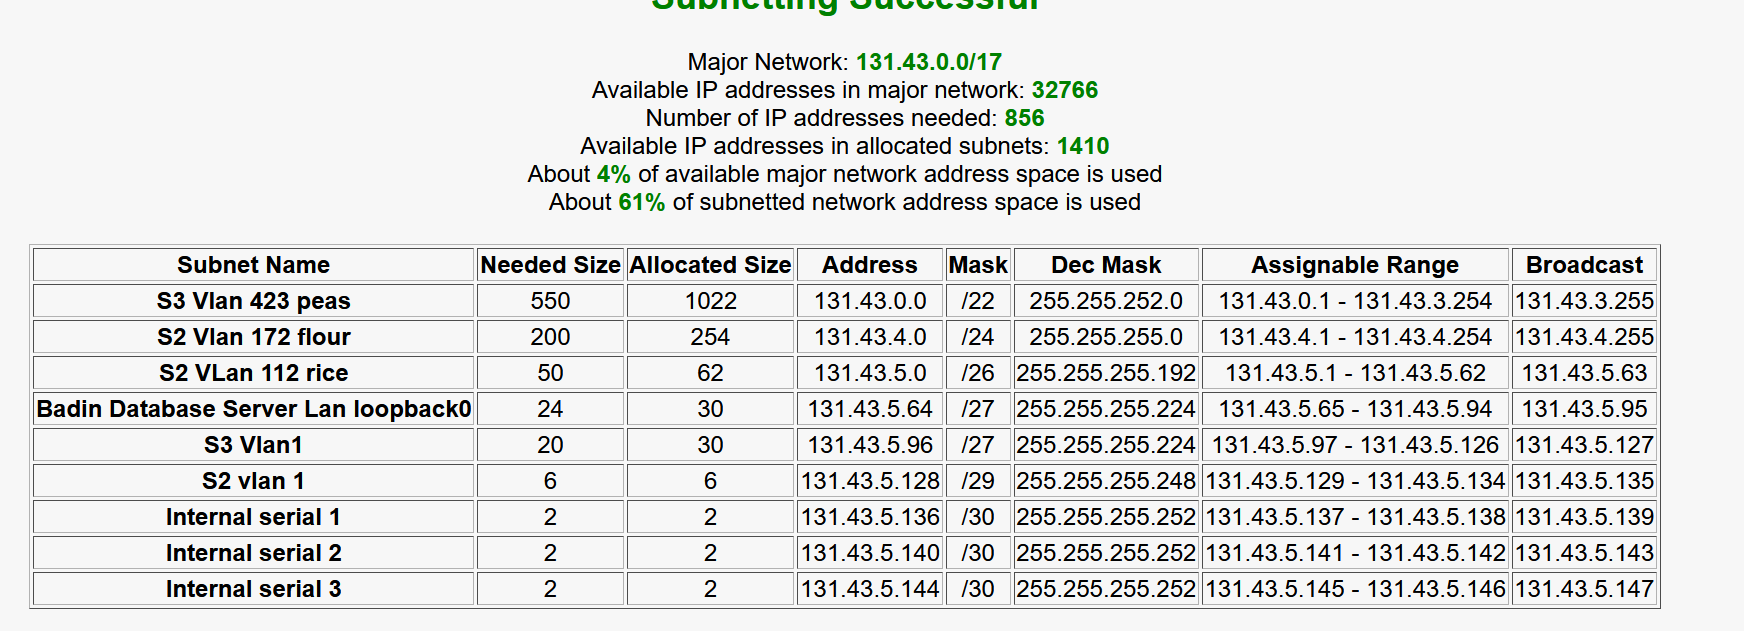 Subnetting Successful
Major Network: 131.43.0.0/17
Available IP addresses in major network: 32766
Number of IP addresses needed: 856
Available IP addresses in allocated subnets: 1410
About 4% of available major network address space is used
About 61% of subnetted network address space is used
Subnet Name Needed Size Allocated Size Address Mask Dec Mask Assignable Range Broadcast
S3 Vlan 423 peas 550 1022 131.43.0.0 /22 255.255.252.0 131.43.0.1 - 131.43.3.254 131.43.3.255
S2 Vlan 172 flour 200 254 131.43.4.0 /24 255.255.255.0 131.43.4.1 - 131.43.4.254 131.43.4.255
S2 VLan 112 rice 50 62 131.43.5.0 /26 255.255.255.192 131.43.5.1 - 131.43.5.62 131.43.5.63
Badin Database Server Lan loopback0 24 30 131.43.5.64 /27 255.255.255.224 131.43.5.65 - 131.43.5.94 131.43.5.95
S3 Vlan1 20 30 131.43.5.96 /27 255.255.255.224 131.43.5.97 - 131.43.5.126 131.43.5.127
S2 vlan 1 6 6 131.43.5.128 /29 255.255.255.248 131.43.5.129 - 131.43.5.134 131.43.5.135
Internal serial 1 2 2 131.43.5.136 /30 255.255.255.252 131.43.5.137 - 131.43.5.138 131.43.5.139
Internal serial 2 2 2 131.43.5.140 /30 255.255.255.252 131.43.5.141 - 131.43.5.142 131.43.5.143
Internal serial 3 2 2 131.43.5.144 /30 255.255.255.252 131.43.5.145 - 131.43.5.146 131.43.5.147